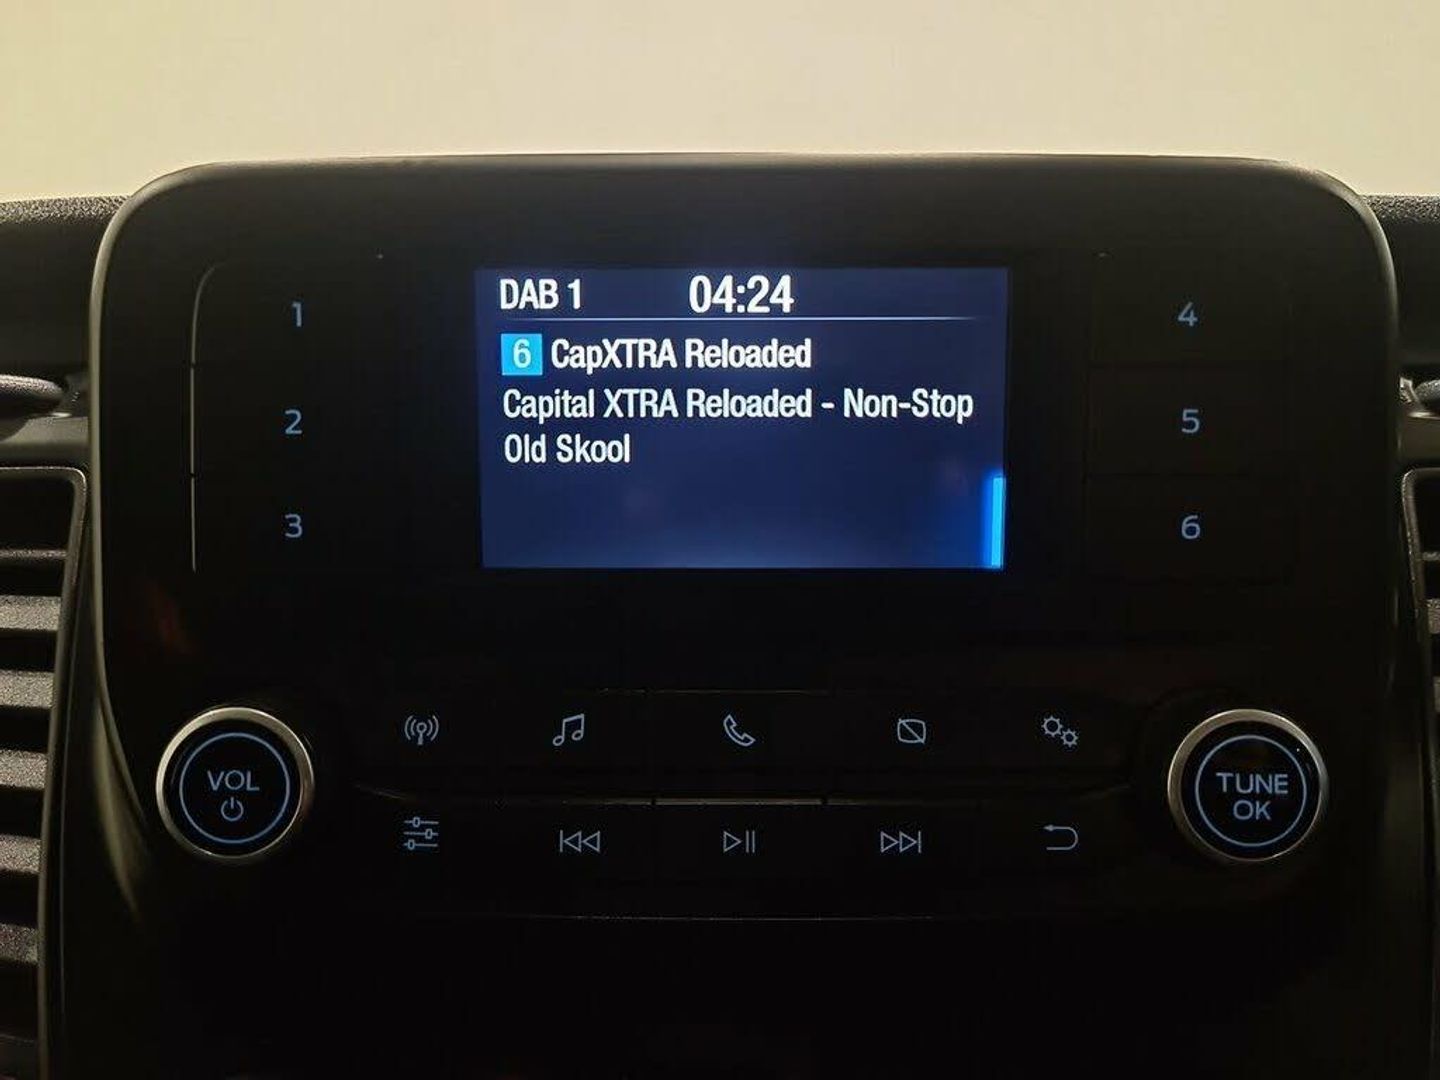 DAB 1 04:24
6 CapXTRA Reloaded
Capital XTRA Reloaded - Non-Stop
Old Skool
1
2
3
4
5
6
VOL
TUNE
OK